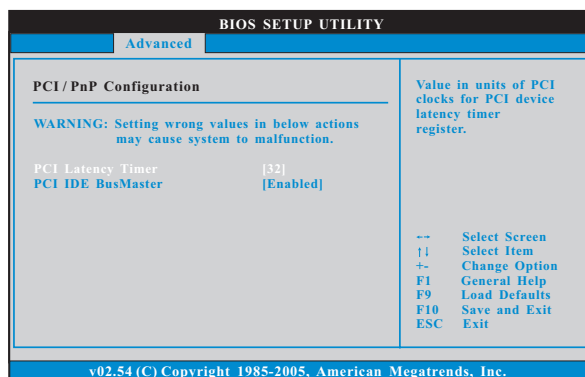 BIOS SETUP UTILITY
Advanced
PCI / PnP Configuration
WARNING: Setting wrong values in below actions
may cause system to malfunction.
PCI Latency Timer [32]
PCI IDE BusMaster [Enabled]
Value in units of PCI
clocks for PCI device
latency timer
register.
←→ Select Screen
↑↓ Select Item
+- Change Option
F1 General Help
F9 Load Defaults
F10 Save and Exit
ESC Exit
v02.54 (C) Copyright 1985-2005, American Megatrends, Inc.